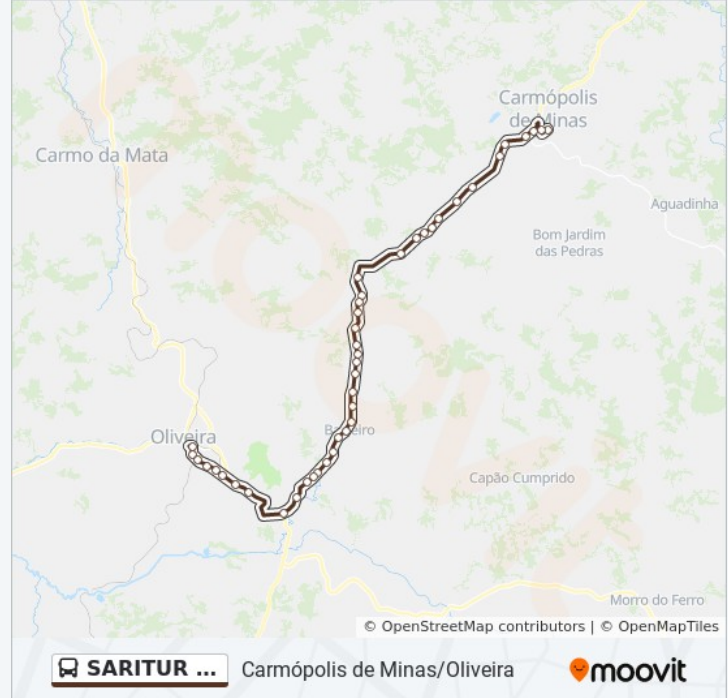 Carmópolis
de Minas
Carmo da Mata
Aguadinha
Bom Jardim
das Pedras
Oliveira
Capão Cumprido
Morro do Ferro
© OpenStreetMap contributors | © OpenMapTiles
SARITUR ...
Carmópolis de Minas/Oliveira
moovit